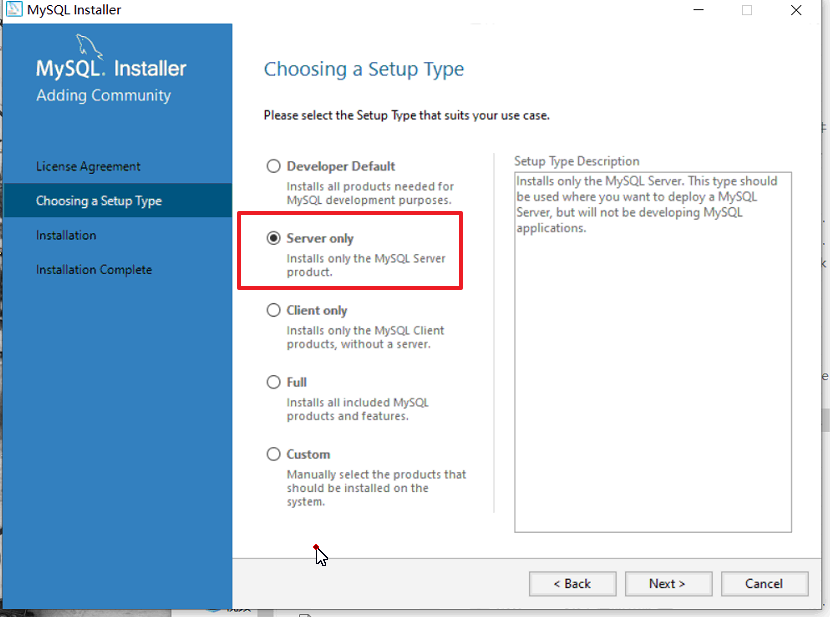 MySQL Installer
MySQL. Installer
Adding Community
License Agreement
Choosing a Setup Type
Installation
Installation Complete
Choosing a Setup Type
Please select the Setup Type that suits your use case.
Developer Default
Installs all products needed for
MySQL development purposes.
Server only
Installs only the MySQL Server
product.
Client only
Installs only the MySQL Client
products, without a server.
Full
Installs all included MySQL
products and features.
Custom
Manually select the products that
should be installed on the
system.
Setup Type Description
Installs only the MySQL Server. This type should
be used where you want to deploy a MySQL
Server, but will not be developing MySQL
applications.
< Back
Next >
Cancel